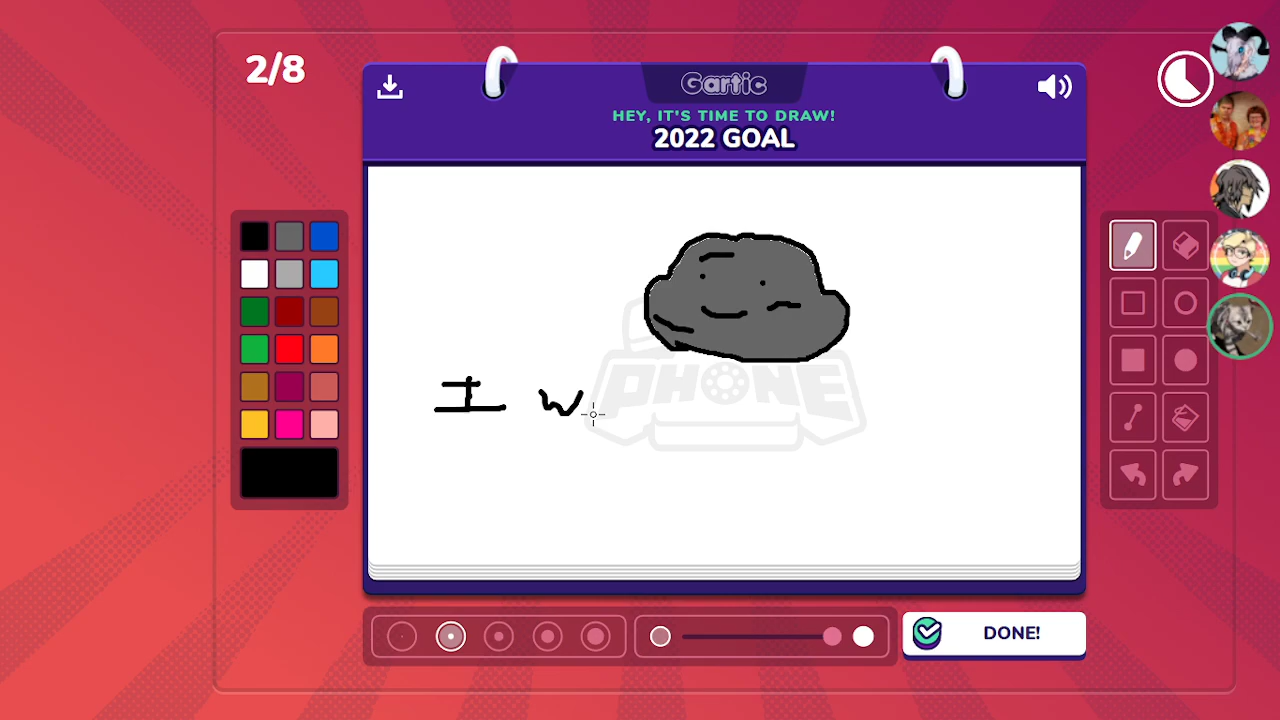 2/8
Gartic
HEY, IT'S TIME TO DRAW!
2022 GOAL
PHONE
I w
DONE!